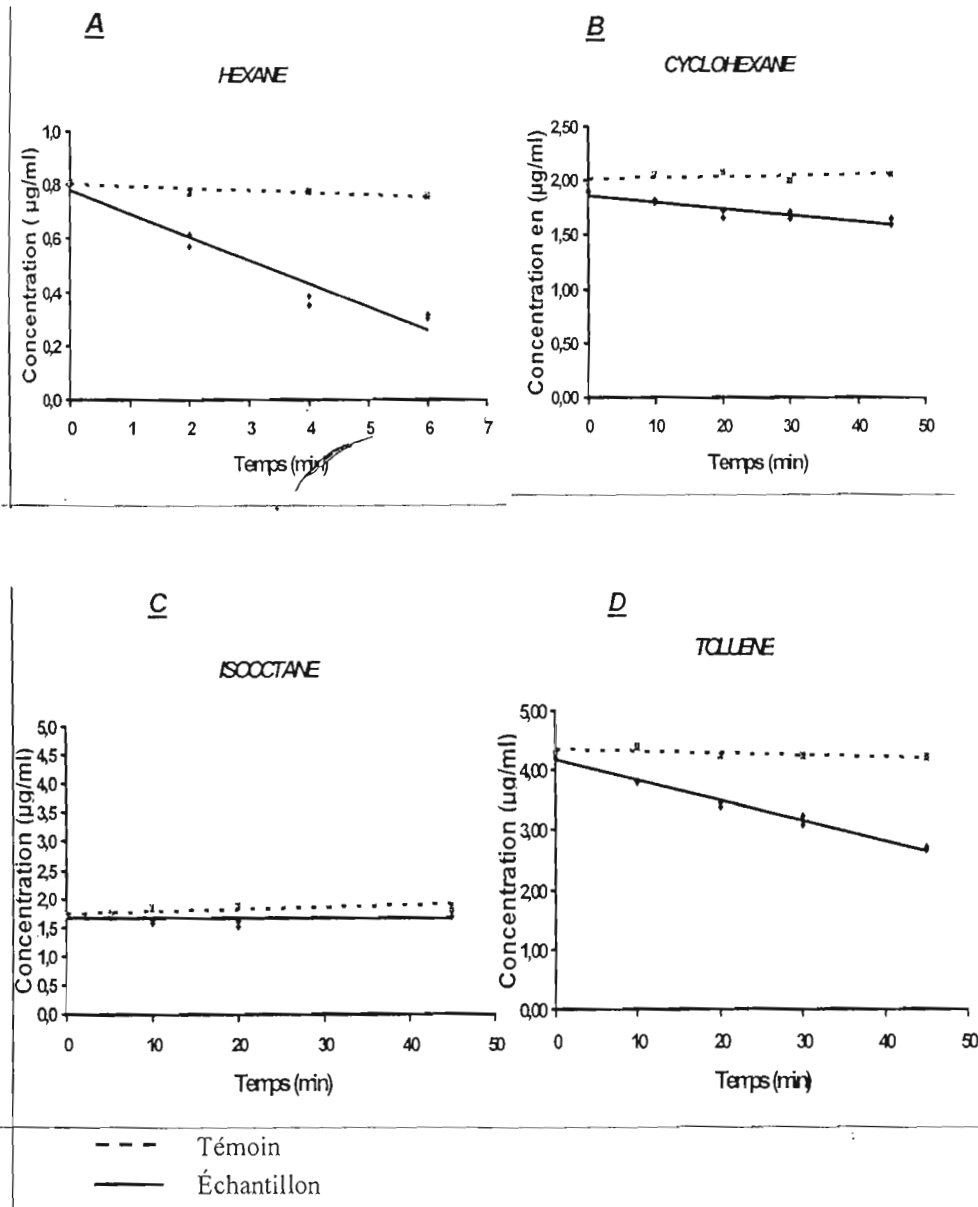 A
HEXANE
Concentration ( µg/ml)
1,0
0,8
0,6
0,4
0,2
0,0
0 1 2 3 4 5 6 7
Temps (min)
B
CYCLOHEXANE
Concentration en (µg/ml)
2,50
2,00
1,50
1,00
0,50
0,00
0 10 20 30 40 50
Temps (min)
C
ISOOCTANE
Concentration (µg/ml)
5,0
4,5
4,0
3,5
3,0
2,5
2,0
1,5
1,0
0,5
0,0
0 10 20 30 40 50
Temps (min)
D
TOLUENE
Concentration (µg/ml)
5,00
4,00
3,00
2,00
1,00
0,00
0 10 20 30 40 50
Temps (min)
Témoin
Échantillon